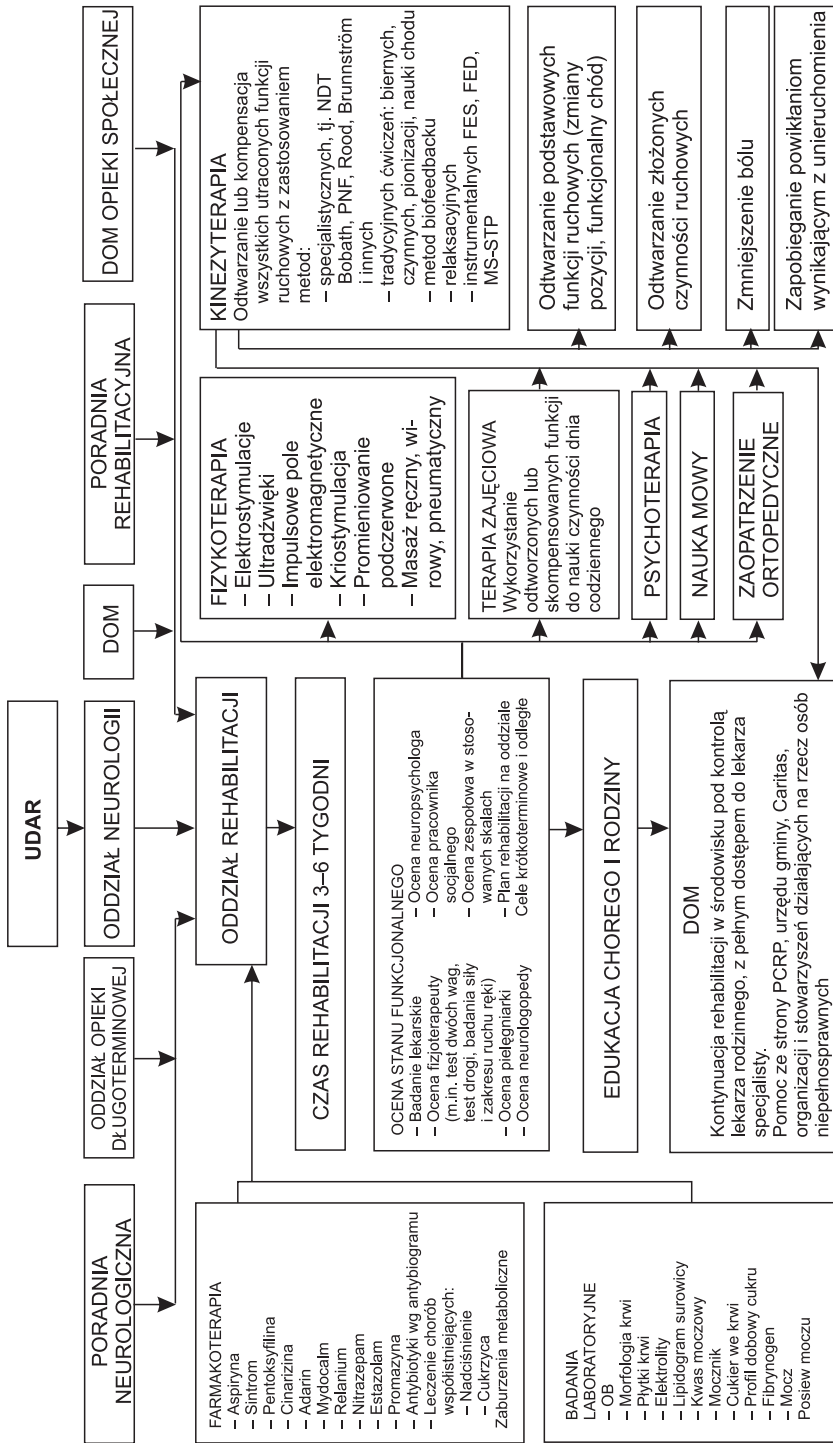 UDAR
PORADNIA
NEUROLOGICZNA
ODDZIAŁ OPIEKI
DŁUGOTERMINOWEJ
ODDZIAŁ NEUROLOGII
DOM
PORADNIA
REHABILITACYJNA
DOM OPIEKI SPOŁECZNEJ
ODDZIAŁ REHABILITACJI
CZAS REHABILITACJI 3–6 TYGODNI
FARMAKOTERAPIA
– Aspiryna
– Sintrom
– Pentoksyfilina
– Cinarizina
– Adarin
– Mydocalm
– Relanium
– Nitrazepam
– Estazolam
– Promazyna
– Antybiotyki wg antybiogramu
– Leczenie chorób
współistniejących:
– Nadciśnienie
– Cukrzyca
Zaburzenia metaboliczne
BADANIA
LABORATORYJNE
– OB
– Morfologia krwi
– Płytki krwi
– Elektrolity
– Lipidogram surowicy
– Kwas moczowy
– Mocznik
– Cukier we krwi
– Profil dobowy cukru
– Fibrynogen
– Mocz
Posiew moczu
OCENA STANU FUNKCJONALNEGO
– Badanie lekarskie
– Ocena fizjoterapeuty
(m.in. test dwóch wag,
test drogi, badania siły
i zakresu ruchu ręki)
– Ocena pielęgniarki
– Ocena neurologopedy
– Ocena neuropsychologa
– Ocena pracownika
socjalnego
– Ocena zespołowa w stoso-
wanych skalach
– Plan rehabilitacji na oddziale
Cele krótkoterminowe i odległe
EDUKACJA CHOREGO I RODZINY
DOM
Kontynuacja rehabilitacji w środowisku pod kontrolą
lekarza rodzinnego, z pełnym dostępem do lekarza
specjalisty.
Pomoc ze strony PCRP, urzędu gminy, Caritas,
organizacji i stowarzyszeń działających na rzecz osób
niepełnosprawnych
FIZYKOTERAPIA
– Elektrostymulacje
– Ultradźwięki
– Impulsowe pole
elektromagnetyczne
– Kriostymulacja
– Promieniowanie
podczerwone
– Masaż ręczny, wi-
rowy, pneumatyczny
TERAPIA ZAJĘCIOWA
Wykorzystanie
odtworzonych lub
skompensowanych funkcji
do nauki czynności dnia
codziennego
PSYCHOTERAPIA
NAUKA MOWY
ZAOPATRZENIE
ORTOPEDYCZNE
KINEZYTERAPIA
Odtwarzanie lub kompensacja
wszystkich utraconych funkcji
ruchowych z zastosowaniem
metod:
– specjalistycznych, tj. NDT
Bobath, PNF, Rood, Brunnström
i innych
– tradycyjnych ćwiczeń: biernych,
czynnych, pionizacji, nauki chodu
– metod biofeedbacku
– relaksacyjnych
– instrumentalnych FES, FED,
MS-STP
Odtwarzanie podstawowych
funkcji ruchowych (zmiany
pozycji, funkcjonalny chód)
Odtwarzanie złożonych
czynności ruchowych
Zmniejszenie bólu
Zapobieganie powikłaniom
wynikającym z unieruchomienia